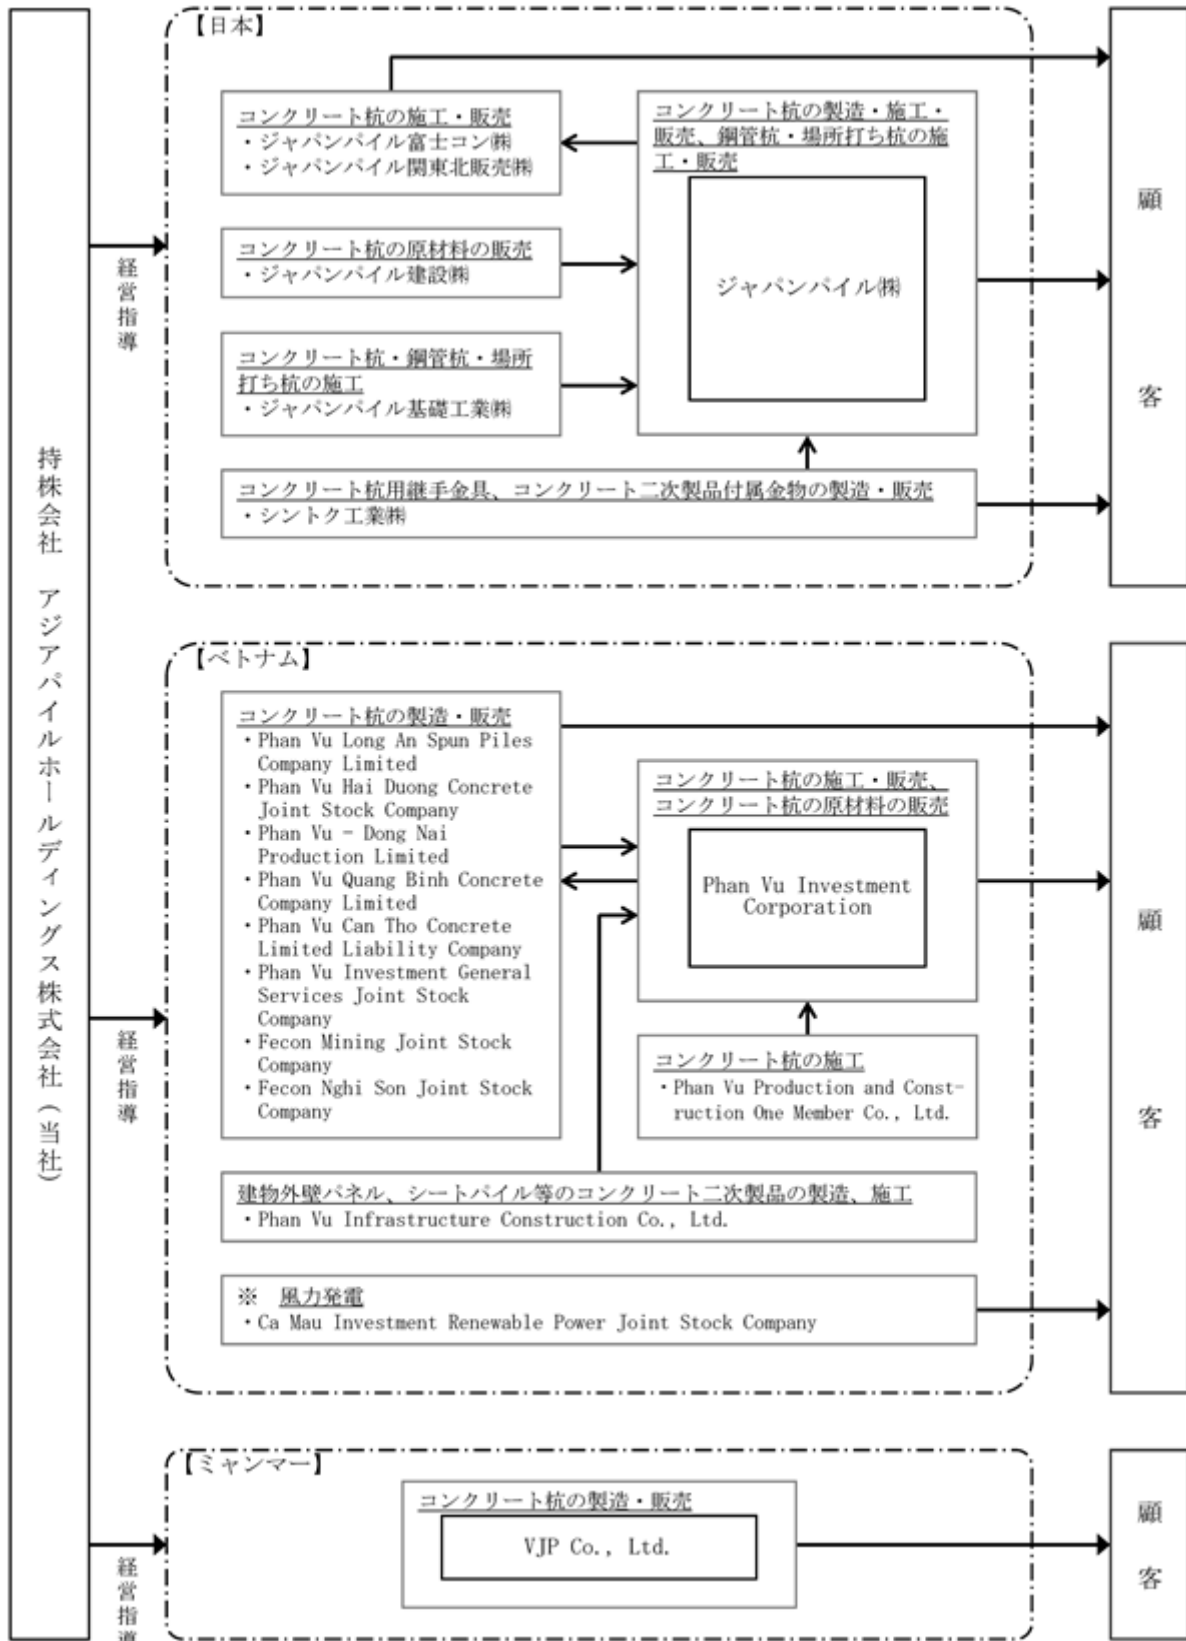 持株会社　アジアパイルホールディングス株式会社(当社)
経営指導
【日本】
コンクリート杭の施工・販売
・ジャパンパイル富士コン㈱
・ジャパンパイル関東北販売㈱
コンクリート杭の原材料の販売
・ジャパンパイル建設㈱
コンクリート杭・鋼管杭・場所
打ち杭の施工
・ジャパンパイル基礎工業㈱
コンクリート杭の製造・施工・
販売、鋼管杭・場所打ち杭の施
工・販売
ジャパンパイル㈱
コンクリート杭用継手金具、コンクリート二次製品付属金物の製造・販売
・シントク工業㈱
顧客
経営指導
【ベトナム】
コンクリート杭の製造・販売
・Phan Vu Long An Spun Piles
Company Limited
・Phan Vu Hai Duong Concrete
Joint Stock Company
・Phan Vu - Dong Nai
Production Limited
・Phan Vu Quang Binh Concrete
Company Limited
・Phan Vu Can Tho Concrete
Limited Liability Company
・Phan Vu Investment General
Services Joint Stock
Company
・Fecon Mining Joint Stock
Company
・Fecon Nghi Son Joint Stock
Company
コンクリート杭の施工・販売、
コンクリート杭の原材料の販売
Phan Vu Investment
Corporation
コンクリート杭の施工
・Phan Vu Production and Const-
ruction One Member Co., Ltd.
建物外壁パネル、シートパイル等のコンクリート二次製品の製造、施工
・Phan Vu Infrastructure Construction Co., Ltd.
※　風力発電
・Ca Mau Investment Renewable Power Joint Stock Company
顧客
経営指導
【ミャンマー】
コンクリート杭の製造・販売
VJP Co., Ltd.
顧客